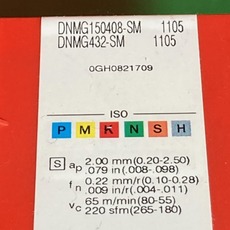 DNMG150408-SM 1105
DNMG432-SM 1105
0GH0821709
ISO
P M K N S H
S ap 2.00 mm(0.20-2.50)
.079 in(.008-.098)
fn 0.22 mm/r(0.10-0.28)
.009 in/r(.004-.011)
vc 65 m/min(80-55)
220 sfm(265-180)